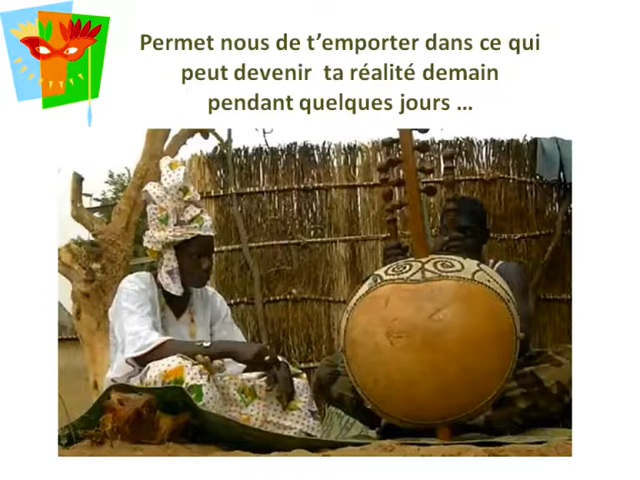 Permet nous de t’emporter dans ce qui
peut devenir  ta réalité demain
pendant quelques jours …